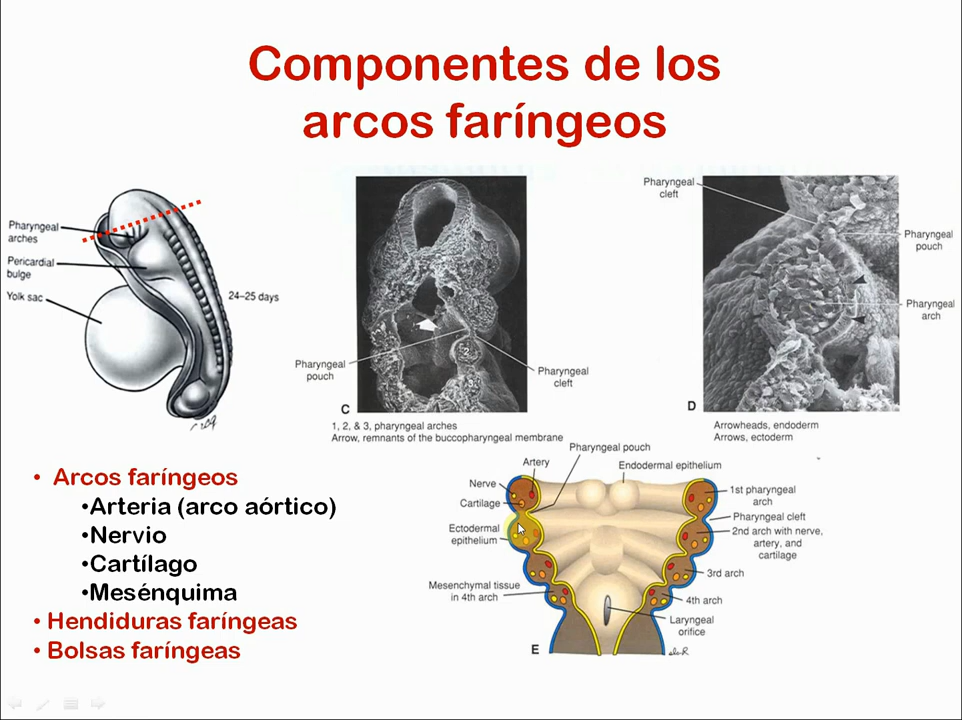 Componentes de los
arcos faríngeos
Pharyngeal
arches
Pericardial
bulge
Yolk sac
24–25 days
Pharyngeal
pouch
2
Pharyngeal
cleft
C
1, 2, & 3, pharyngeal arches
Arrow, remnants of the buccopharyngeal membrane
Pharyngeal
cleft
Pharyngeal
pouch
Pharyngeal
arch
D
Arrowheads, endoderm
Arrows, ectoderm
• Arcos faríngeos
•Arteria (arco aórtico)
•Nervio
•Cartílago
•Mesénquima
• Hendiduras faríngeas
• Bolsas faríngeas
Pharyngeal pouch
Artery
Endodermal epithelium
Nerve
Cartilage
Ectodermal
epithelium
Mesenchymal tissue
in 4th arch
1st pharyngeal
arch
Pharyngeal cleft
2nd arch with nerve,
artery, and
cartilage
3rd arch
4th arch
Laryngeal
orifice
E